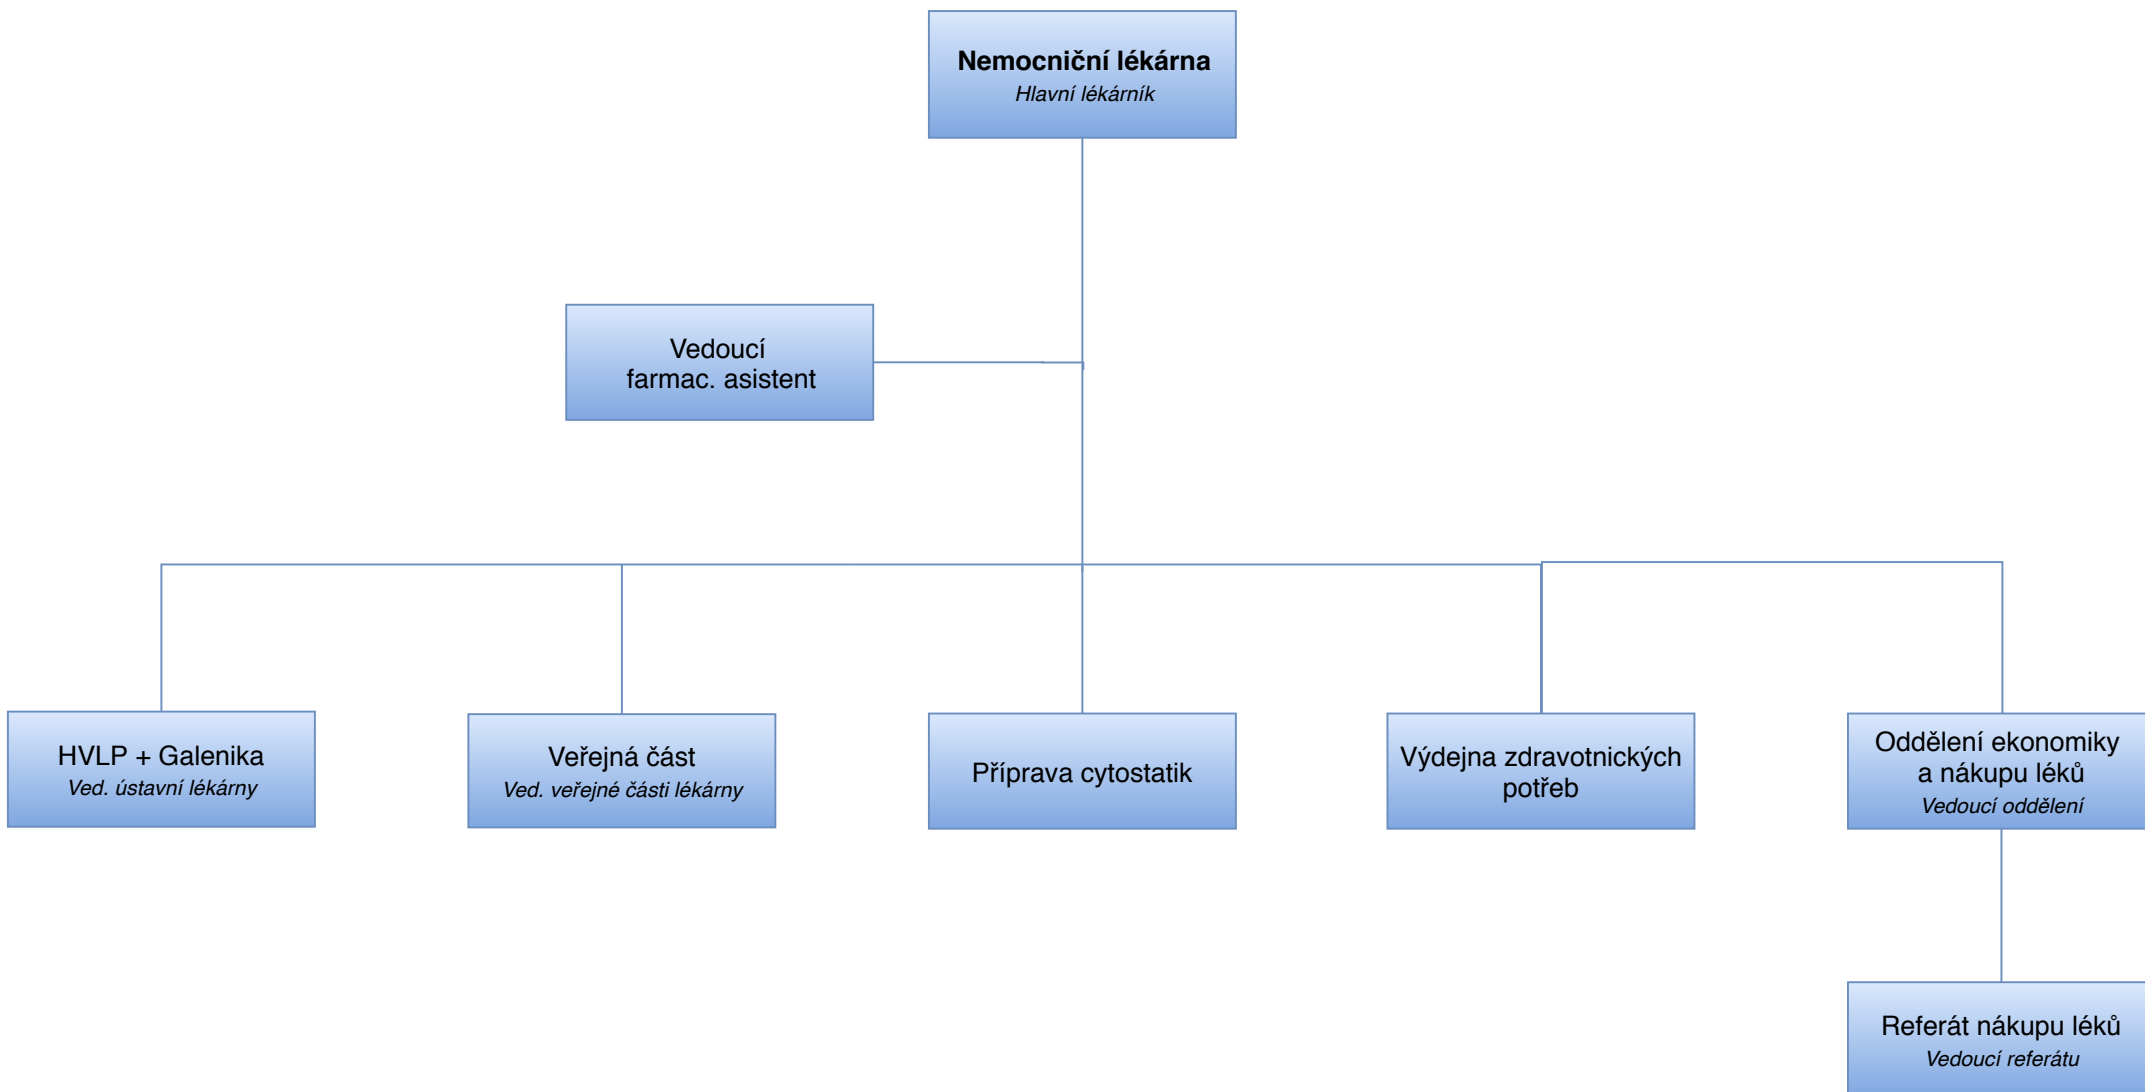 Nemocniční lékárna
Hlavní lékárník
Vedoucí
farmac. asistent
HVLP + Galenika
Ved. ústavní lékárny
Veřejná část
Ved. veřejné části lékárny
Příprava cytostatik
Výdejna zdravotnických
potřeb
Oddělení ekonomiky
a nákupu léků
Vedoucí oddělení
Referát nákupu léků
Vedoucí referátu